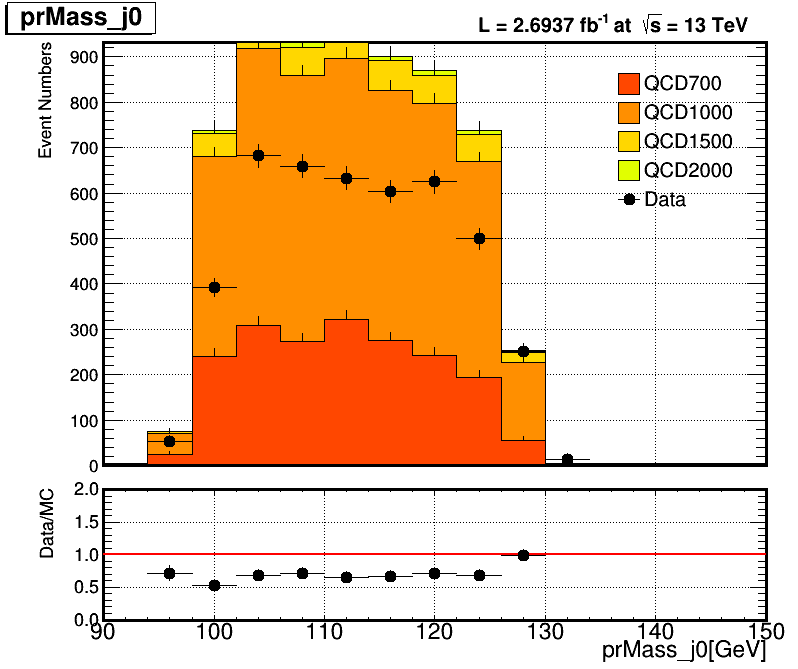 prMass_j0
L = 2.6937 fb⁻¹ at √s = 13 TeV
Event Numbers
900
800
700
600
500
400
300
200
100
0
QCD700
QCD1000
QCD1500
QCD2000
Data
Data/MC
2.0
1.5
1.0
0.5
0.0
90 100 110 120 130 140 150
prMass_j0[GeV]